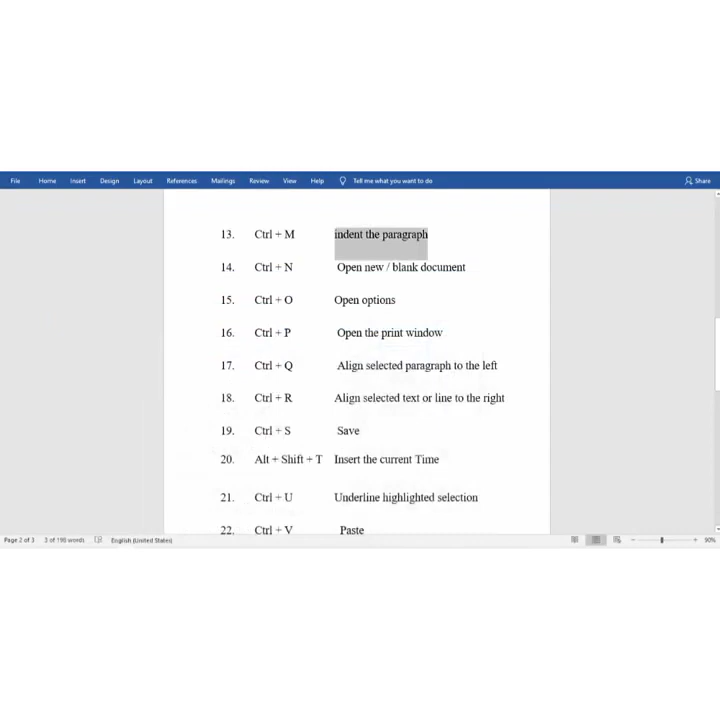 File Home Insert Design Layout References Mailings Review View Help Tell me what you want to do Share
13. Ctrl + M indent the paragraph
14. Ctrl + N Open new / blank document
15. Ctrl + O Open options
16. Ctrl + P Open the print window
17. Ctrl + Q Align selected paragraph to the left
18. Ctrl + R Align selected text or line to the right
19. Ctrl + S Save
20. Alt + Shift + T Insert the current Time
21. Ctrl + U Underline highlighted selection
22. Ctrl + V Paste
Page 2 of 3 3 of 198 words English (United States) 90%